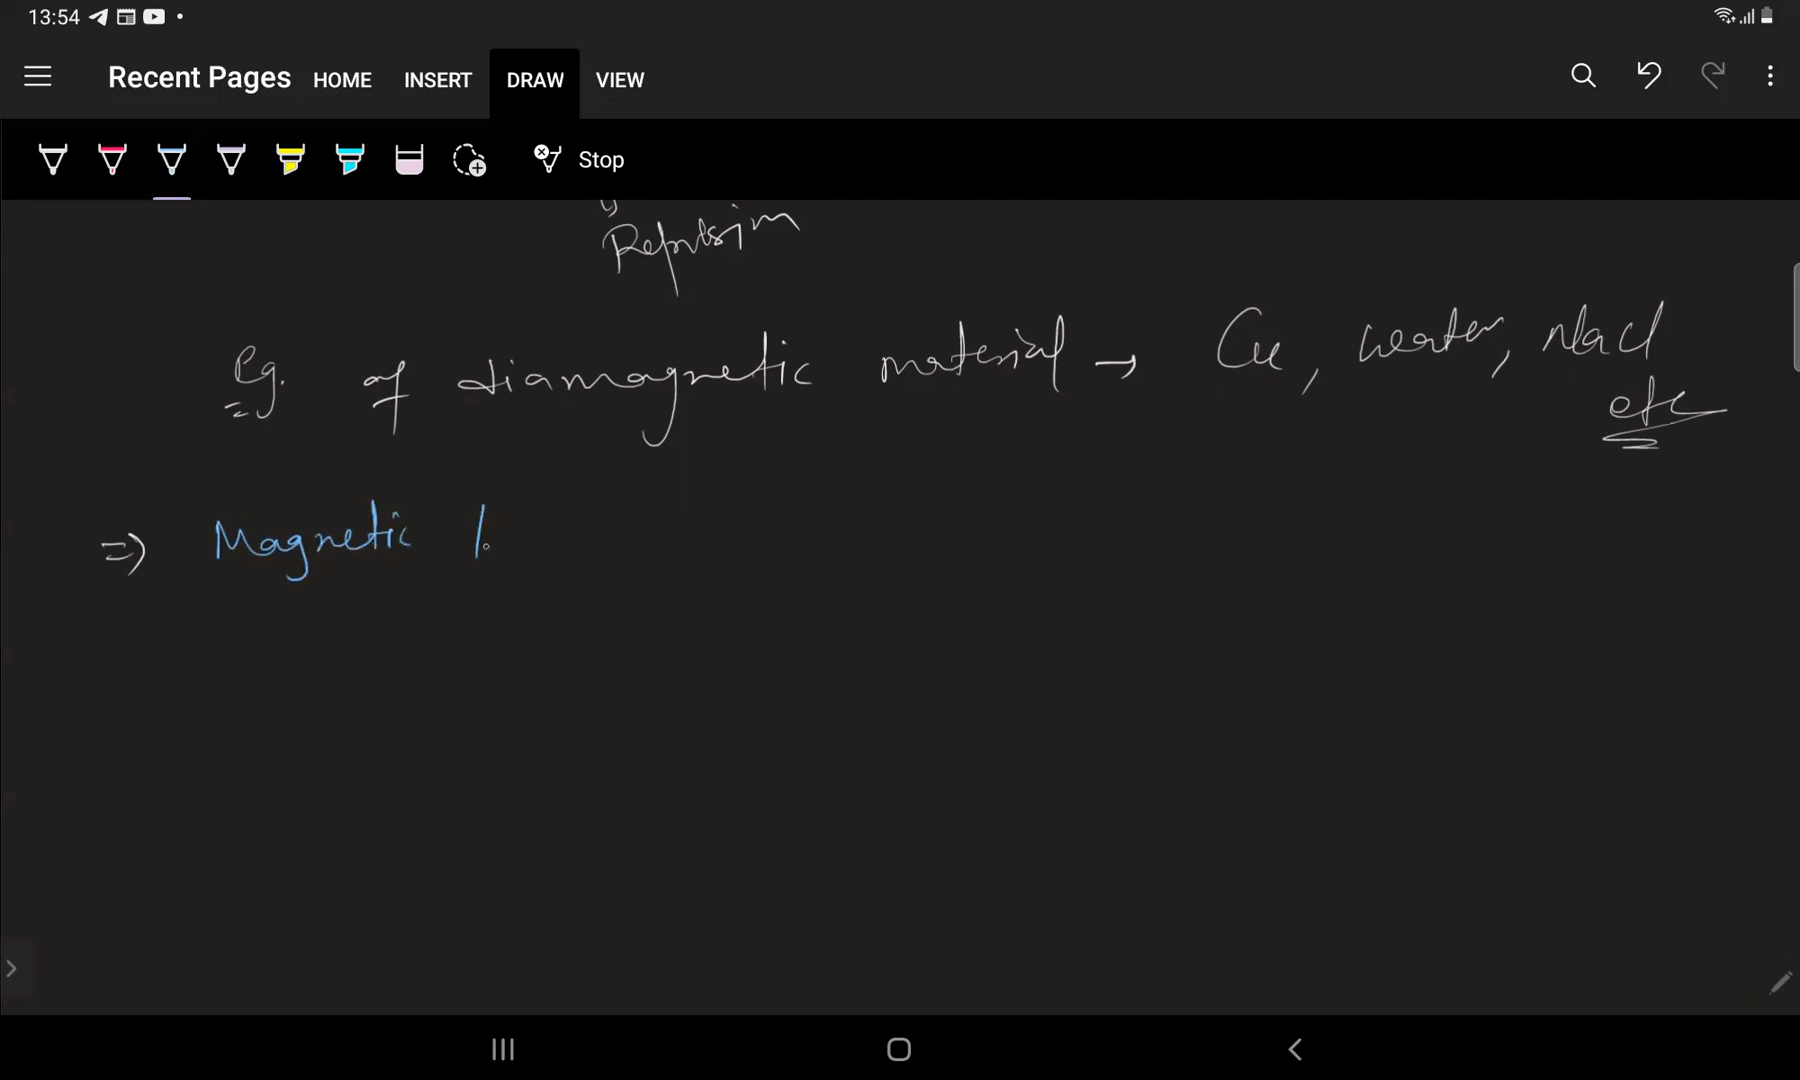 13:54
Recent Pages HOME INSERT DRAW VIEW
Stop
Repulsion
eg. of diamagnetic material → Cu, water, NaCl
etc
⇒ Magnetic